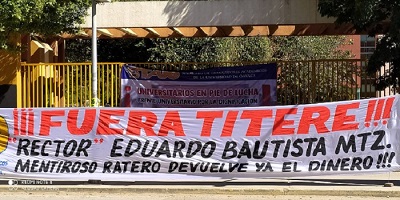 UNIVERSITARIOS EN PIE DE LUCHA
¡¡¡FUERA TITERE!!!
RECTOR" EDUARDO BAUTISTA MTZ.
MENTIROSO RATERO DEVUELVE YA EL DINERO!!!